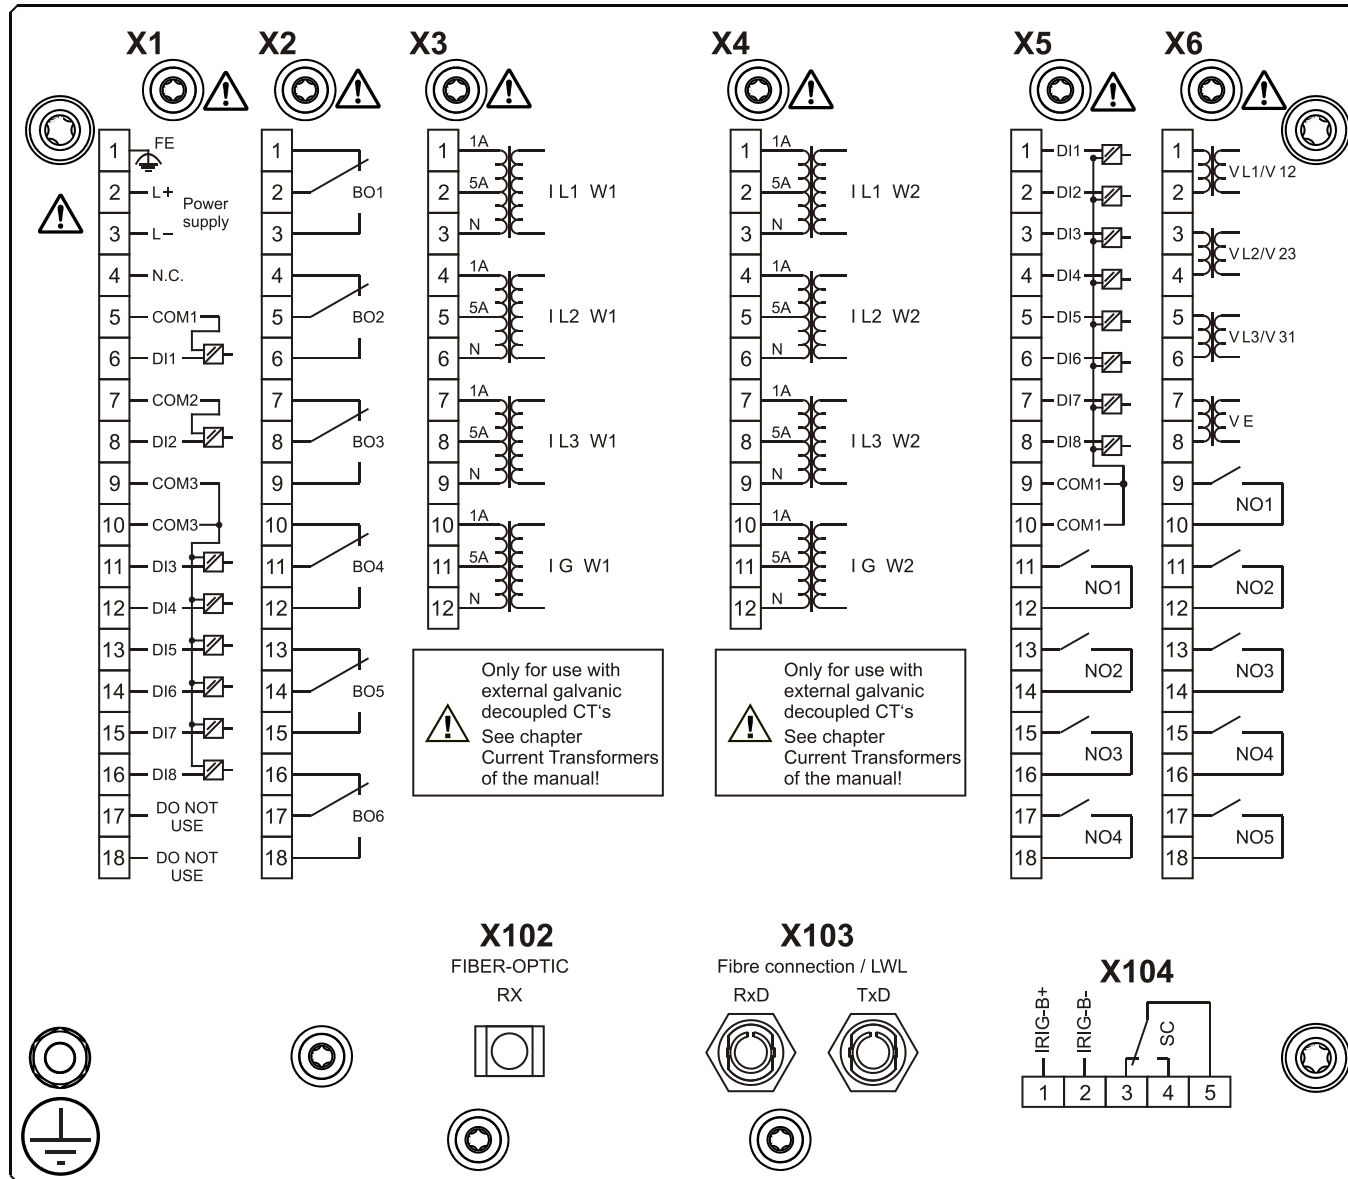 X1
1 FE
2 L+ Power
supply
3 L–
4 N.C.
5 COM1
6 DI1
7 COM2
8 DI2
9 COM3
10 COM3
11 DI3
12 DI4
13 DI5
14 DI6
15 DI7
16 DI8
17 DO NOT
USE
18 DO NOT
USE
X2
1
2 BO1
3
4
5 BO2
6
7
8 BO3
9
10
11 BO4
12
13
14 BO5
15
16
17 BO6
18
X3
1 1A
2 5A I L1 W1
3 N
4 1A
5 5A I L2 W1
6 N
7 1A
8 5A I L3 W1
9 N
10 1A
11 5A I G W1
12 N
Only for use with
external galvanic
decoupled CT‘s
See chapter
Current Transformers
of the manual!
X4
1 1A
2 5A I L1 W2
3 N
4 1A
5 5A I L2 W2
6 N
7 1A
8 5A I L3 W2
9 N
10 1A
11 5A I G W2
12 N
Only for use with
external galvanic
decoupled CT‘s
See chapter
Current Transformers
of the manual!
X5
1 DI1
2 DI2
3 DI3
4 DI4
5 DI5
6 DI6
7 DI7
8 DI8
9 COM1
10 COM1
11
NO1
12
13
NO2
14
15
NO3
16
17
NO4
18
X6
1
VL1/V 12
2
3
VL2/V 23
4
5
VL3/V 31
6
7
V E
8
9
NO1
10
11
NO2
12
13
NO3
14
15
NO4
16
17
NO5
18
X102
FIBER-OPTIC
RX
X103
Fibre connection / LWL
RxD TxD
X104
IRIG-B+
IRIG-B-
SC
1 2 3 4 5